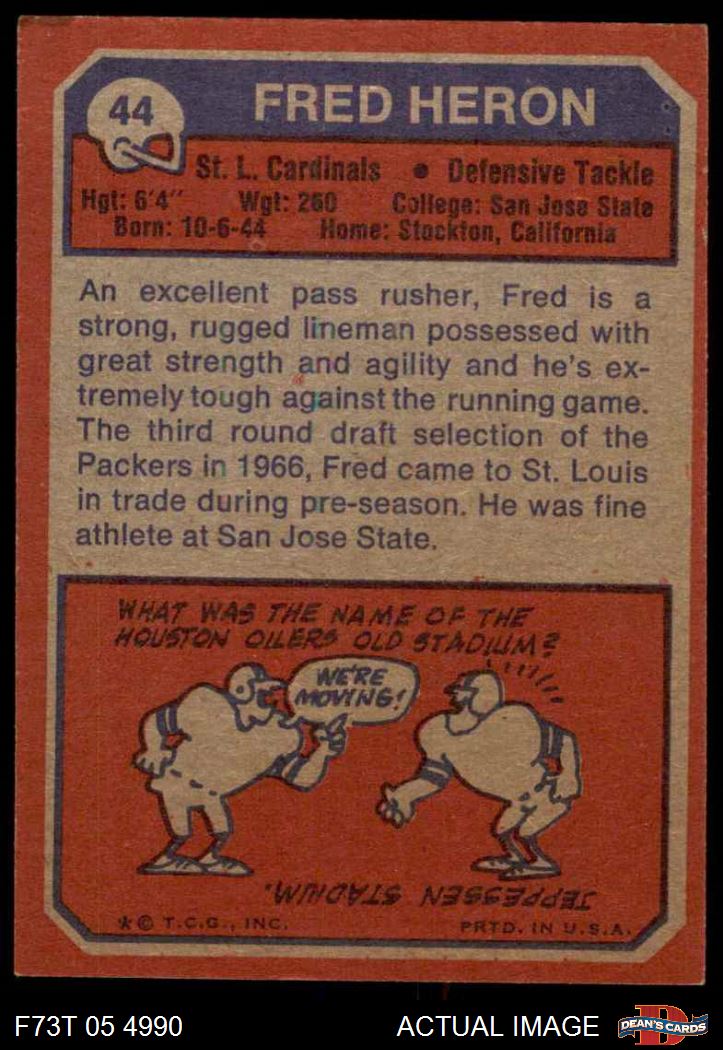 44
FRED HERON
St. L. Cardinals ● Defensive Tackle
Hgt: 6'4" Wgt: 260 College: San Jose State
Born: 10-6-44 Home: Stockton, California
An excellent pass rusher, Fred is a
strong, rugged lineman possessed with
great strength and agility and he's ex-
tremely tough against the running game.
The third round draft selection of the
Packers in 1966, Fred came to St. Louis
in trade during pre-season. He was fine
athlete at San Jose State.
WHAT WAS THE NAME OF THE
HOUSTON OILERS OLD STADIUM?
WE'RE
MOVING!
JEPPESSEN STADIUM.
★ © T.C.G., INC. PRTD. IN U.S.A.
F73T 05 4990 ACTUAL IMAGE
D
DEAN'S CARDS